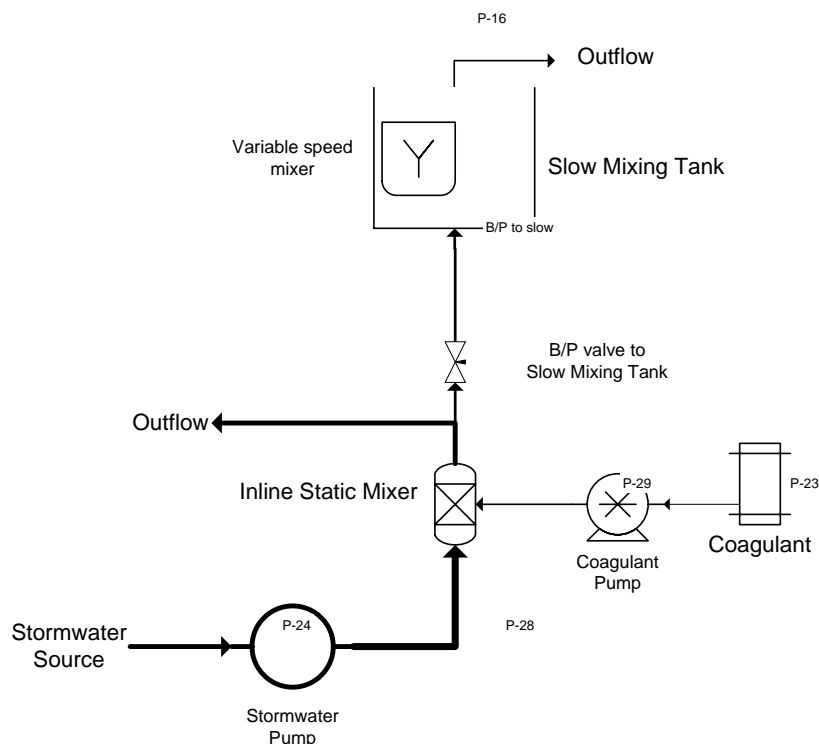 P-16
Outflow
Variable speed
mixer
Slow Mixing Tank
B/P to slow
B/P valve to
Slow Mixing Tank
Outflow
Inline Static Mixer
P-29
P-23
Coagulant
Coagulant
Pump
Stormwater
Source
P-24
P-28
Stormwater
Pump